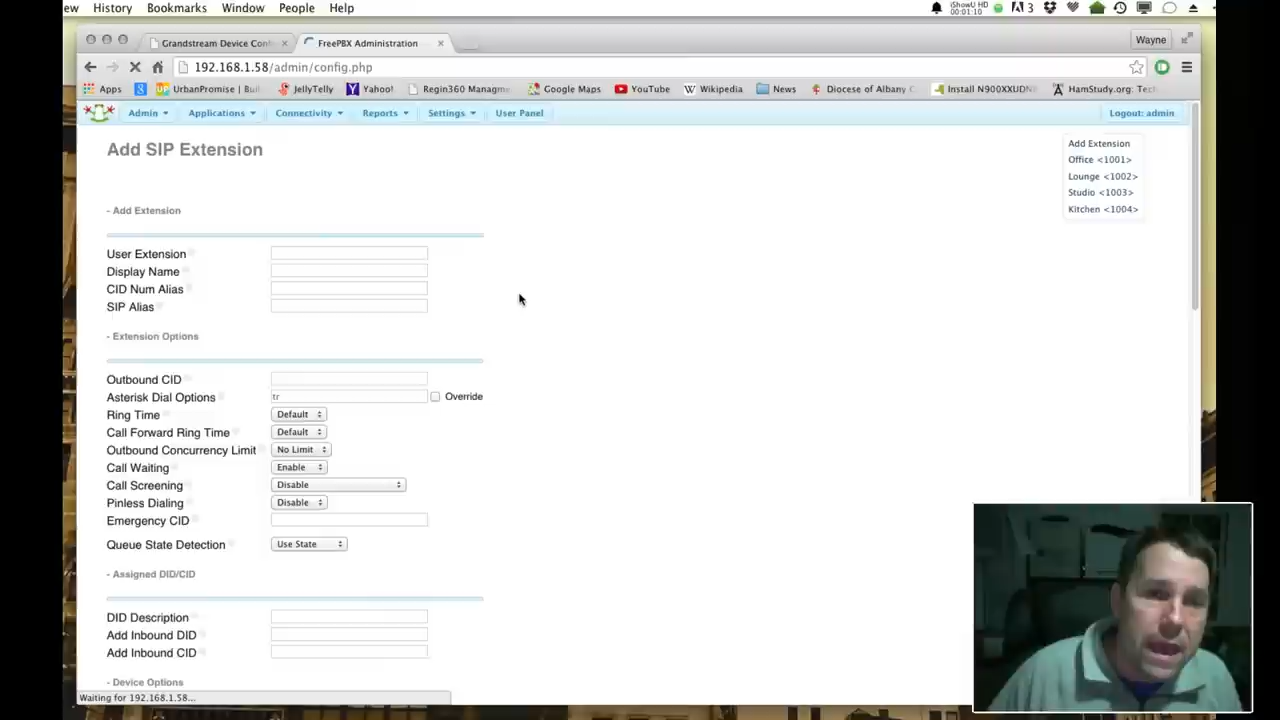 ew History Bookmarks Window People Help iShowU HD 00:01:10 3
Grandstream Device Conf FreePBX Administration Wayne
192.168.1.58/admin/config.php
Apps UrbanPromise | Buil JellyTelly Yahoo! Regin360 Managme Google Maps YouTube Wikipedia News Diocese of Albany C Install N900XXUDN HamStudy.org: Tech
Admin Applications Connectivity Reports Settings User Panel Logout: admin
Add SIP Extension
Add Extension
Office <1001>
Lounge <1002>
Studio <1003>
Kitchen <1004>
- Add Extension
User Extension
Display Name
CID Num Alias
SIP Alias
- Extension Options
Outbound CID
Asterisk Dial Options tr Override
Ring Time Default
Call Forward Ring Time Default
Outbound Concurrency Limit No Limit
Call Waiting Enable
Call Screening Disable
Pinless Dialing Disable
Emergency CID
Queue State Detection Use State
- Assigned DID/CID
DID Description
Add Inbound DID
Add Inbound CID
- Device Options
Waiting for 192.168.1.58...